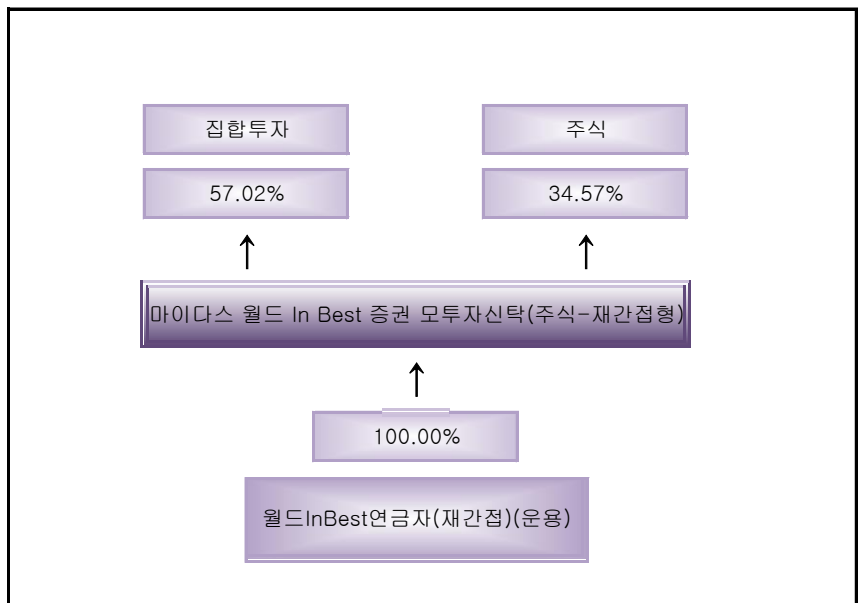 집합투자
주식
57.02%
34.57%
↑
↑
마이다스 월드 In Best 증권 모투자신탁(주식-재간접형)
↑
100.00%
월드InBest연금자(재간접)(운용)